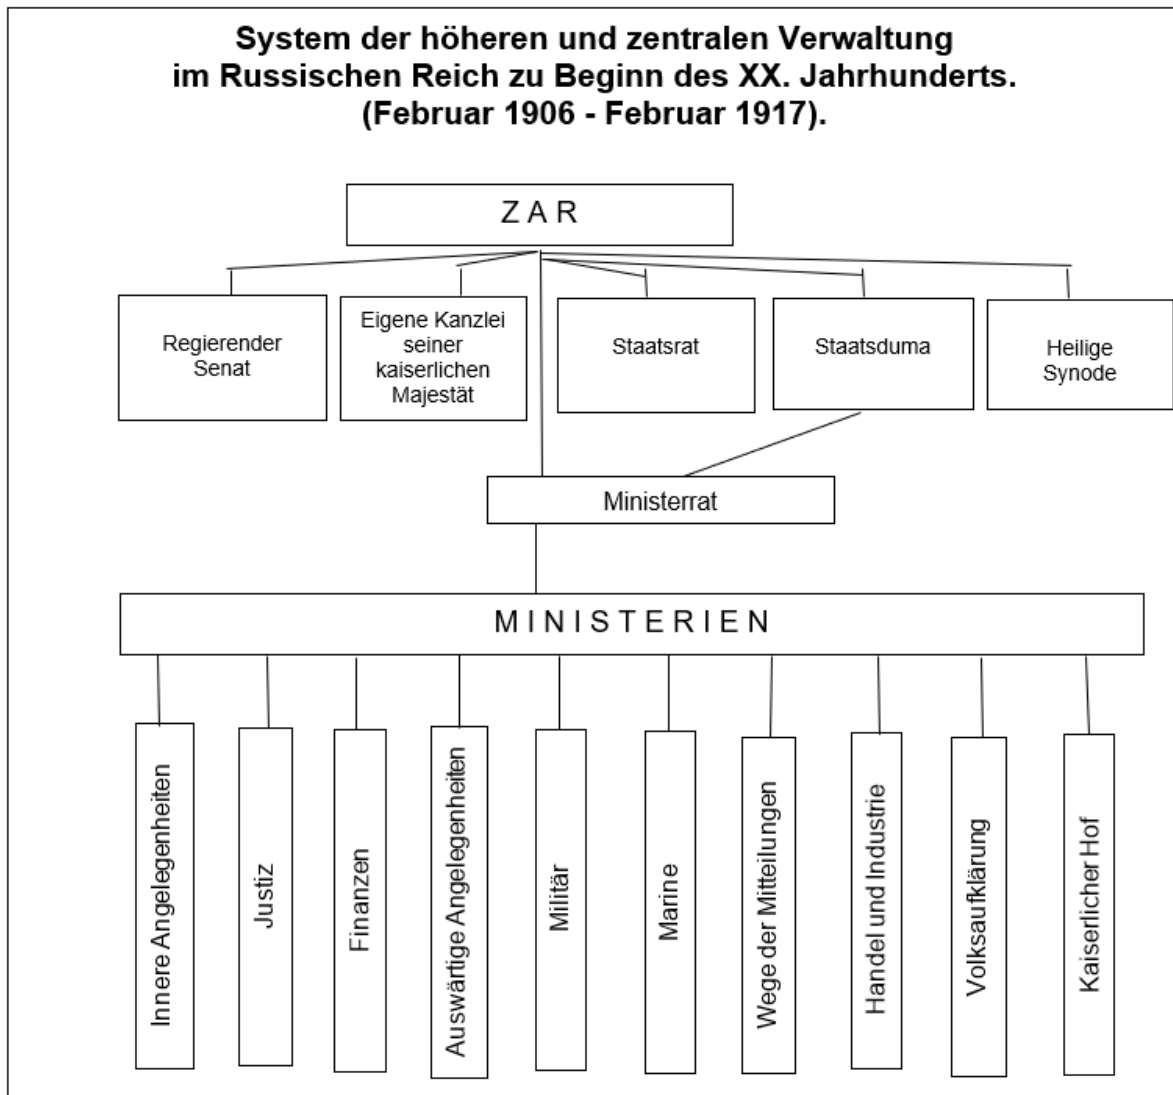 System der höheren und zentralen Verwaltung
im Russischen Reich zu Beginn des XX. Jahrhunderts.
(Februar 1906 - Februar 1917).
Z A R
Regierender
Senat
Eigene Kanzlei
seiner
kaiserlichen
Majestät
Staatsrat
Staatsduma
Heilige
Synode
Ministerrat
M I N I S T E R I E N
Innere Angelegenheiten
Justiz
Finanzen
Auswärtige Angelegenheiten
Militär
Marine
Wege der Mitteilungen
Handel und Industrie
Volksaufklärung
Kaiserlicher Hof